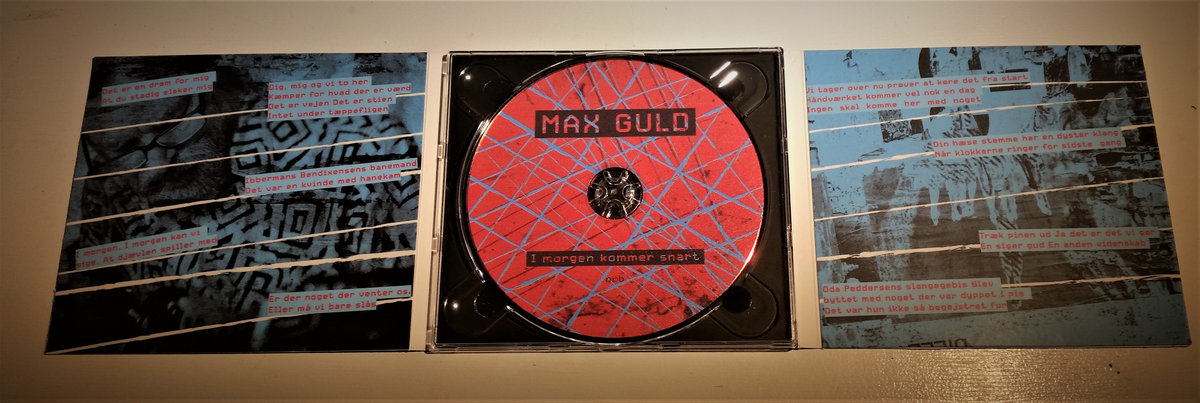 Det er en drøm for mig
At du stadig elsker mig
Dig, mig og vi to her
Kæmper for hvad der er værd
Det er vejen Det er stien
Intet under tæppefligen
Ibbermans Bendixensens banemand
Det var en kvinde med hanekam
I morgen, I morgen kan vi
sige. At djævlen spiller med
Er der noget der venter os,
Eller må vi bare slås
MAX GULD
I morgen kommer snart
Vi tager over nu prøver at køre det fra start
Håndværket kommer vel nok en dag
Ingen skal komme her med noget
Din hæse stemme har en dyster klang
Når klokkerne ringer for sidste gang
Træk pinen ud Ja det er det vi gør
En siger gud En anden videnskab
Oda Peddersens slangegebis Blev
byttet med noget der var dyppet i pis
Det var hun ikke så begejstret for